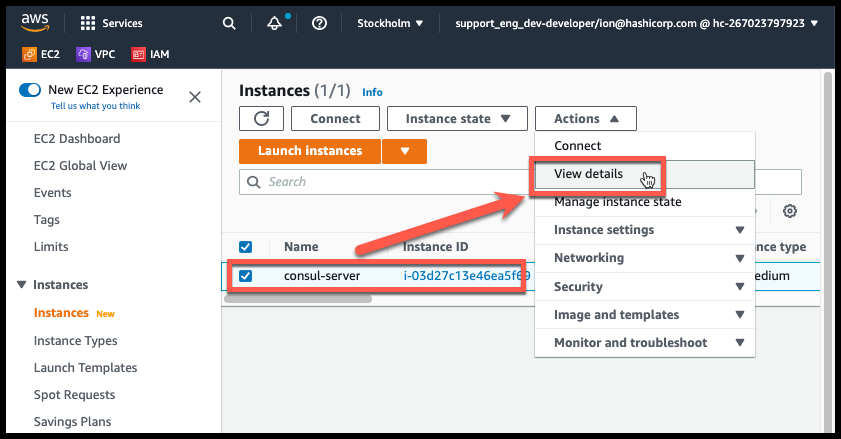 aws Services Stockholm support_eng_dev-developer/ion@hashicorp.com @ hc-267023797923
EC2 VPC IAM
New EC2 Experience
Tell us what you think
EC2 Dashboard
EC2 Global View
Events
Tags
Limits
Instances
Instances New
Instance Types
Launch Templates
Spot Requests
Savings Plans
Instances (1/1) Info
Connect Instance state Actions
Launch instances
Search
Connect
View details
Manage instance state
Instance settings
Networking
Security
Image and templates
Monitor and troubleshoot
Name Instance ID type
consul-server i-03d27c13e46ea5f69